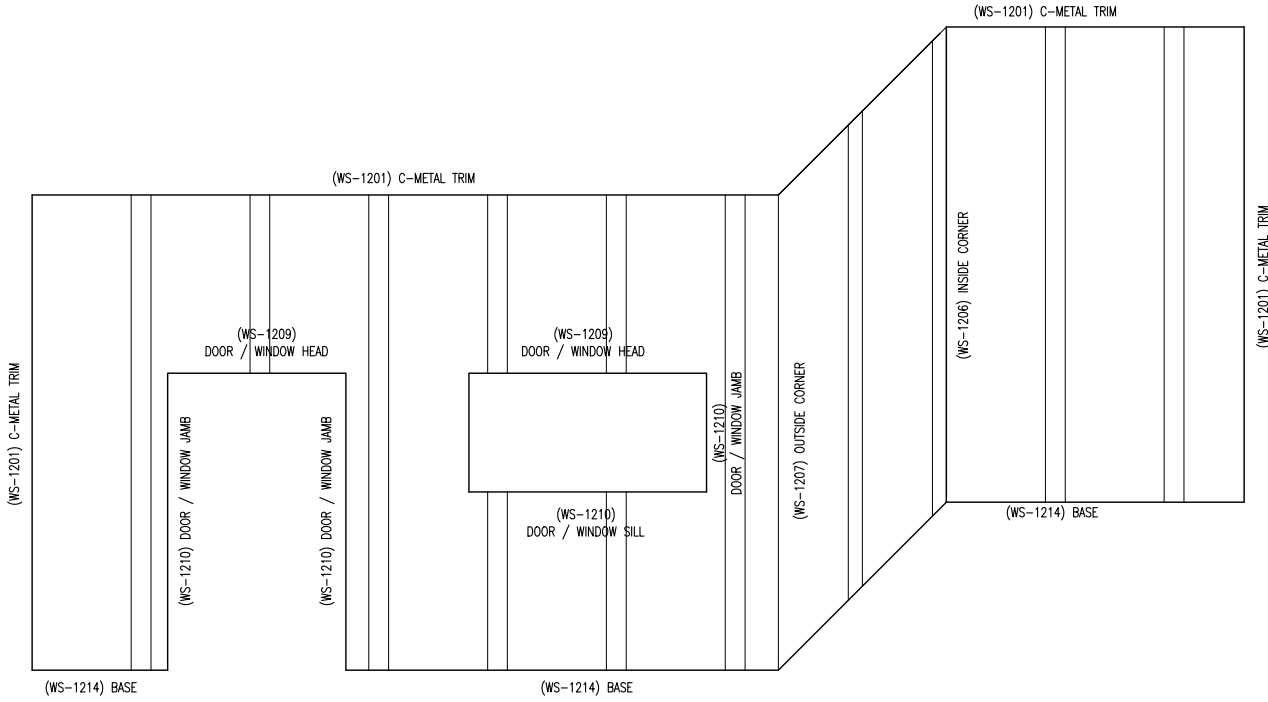 (WS-1201) C-METAL TRIM
(WS-1201) C-METAL TRIM
(WS-1206) INSIDE CORNER
(WS-1201) C-METAL TRIM
(WS-1209)
DOOR / WINDOW HEAD
(WS-1209)
DOOR / WINDOW HEAD
(WS-1201) C-METAL TRIM
(WS-1210) DOOR / WINDOW JAMB
(WS-1210) DOOR / WINDOW JAMB
(WS-1210)
DOOR / WINDOW JAMB
(WS-1207) OUTSIDE CORNER
(WS-1210)
DOOR / WINDOW SILL
(WS-1214) BASE
(WS-1214) BASE
(WS-1214) BASE